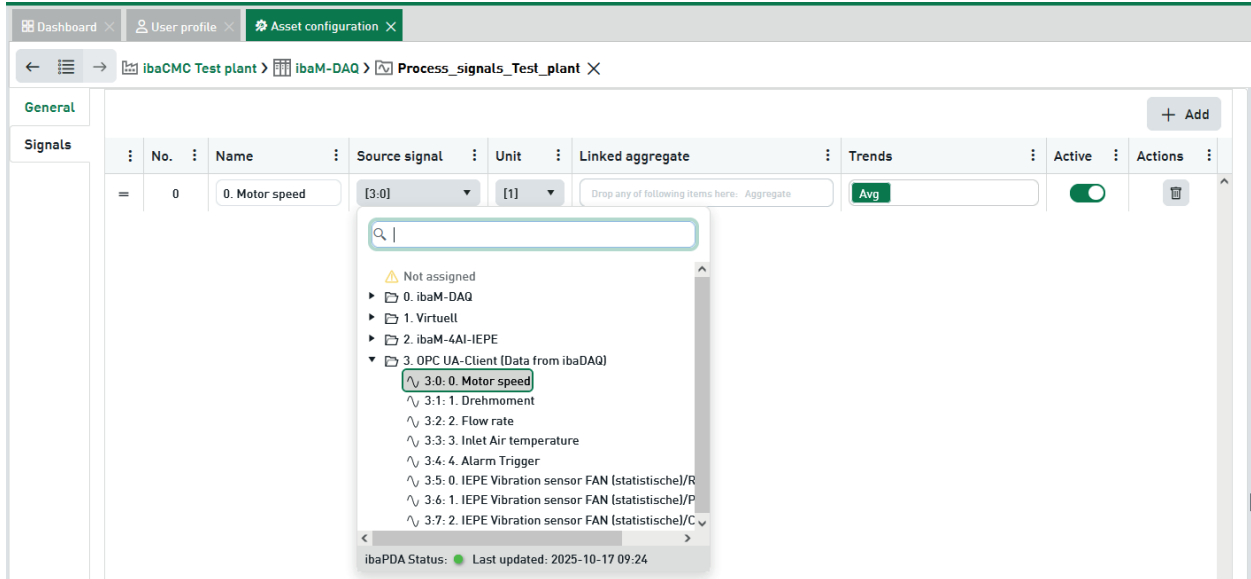 Dashboard User profile Asset configuration
ibaCMC Test plant ibaM-DAQ Process_signals_Test_plant
General
Add
Signals
No. Name Source signal Unit Linked aggregate Trends Active Actions
0 0. Motor speed [3:0] [1] Drop any of following items here: Aggregate Avg
Not assigned
0. ibaM-DAQ
1. Virtuell
2. ibaM-4AI-IEPE
3. OPC UA-Client (Data from ibaDAQ)
3:0: 0. Motor speed
3:1: 1. Drehmoment
3:2: 2. Flow rate
3:3: 3. Inlet Air temperature
3:4: 4. Alarm Trigger
3:5: 0. IEPE Vibration sensor FAN (statistische)/R
3:6: 1. IEPE Vibration sensor FAN (statistische)/P
3:7: 2. IEPE Vibration sensor FAN (statistische)/C
ibaPDA Status: Last updated: 2025-10-17 09:24